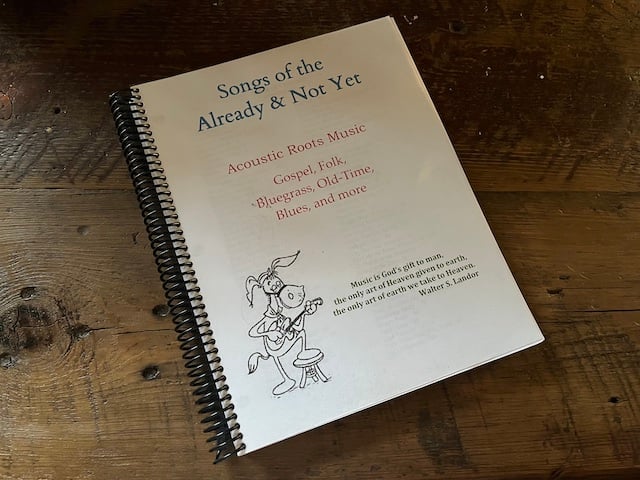 Songs of the
Already & Not Yet
Acoustic Roots Music
Gospel, Folk,
Bluegrass, Old-Time,
Blues, and more
Music is God's gift to man,
the only art of Heaven given to earth,
the only art of earth we take to Heaven.
Walter S. Landor